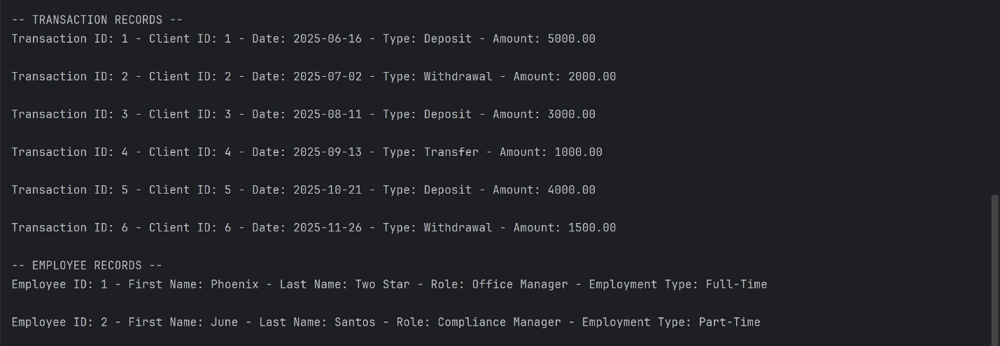 -- TRANSACTION RECORDS --
Transaction ID: 1 - Client ID: 1 - Date: 2025-06-16 - Type: Deposit - Amount: 5000.00
Transaction ID: 2 - Client ID: 2 - Date: 2025-07-02 - Type: Withdrawal - Amount: 2000.00
Transaction ID: 3 - Client ID: 3 - Date: 2025-08-11 - Type: Deposit - Amount: 3000.00
Transaction ID: 4 - Client ID: 4 - Date: 2025-09-13 - Type: Transfer - Amount: 1000.00
Transaction ID: 5 - Client ID: 5 - Date: 2025-10-21 - Type: Deposit - Amount: 4000.00
Transaction ID: 6 - Client ID: 6 - Date: 2025-11-26 - Type: Withdrawal - Amount: 1500.00
-- EMPLOYEE RECORDS --
Employee ID: 1 - First Name: Phoenix - Last Name: Two Star - Role: Office Manager - Employment Type: Full-Time
Employee ID: 2 - First Name: June - Last Name: Santos - Role: Compliance Manager - Employment Type: Part-Time